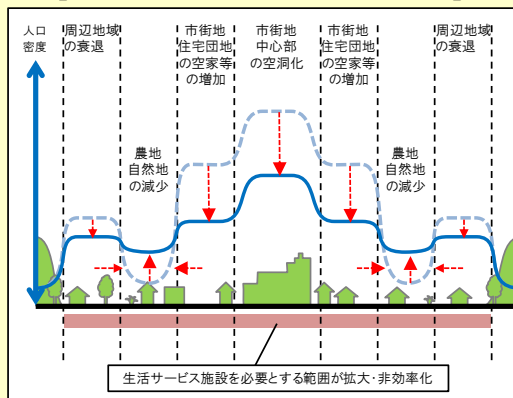 人口
密度
周辺地域
の衰退
市街地
住宅団地
の空家等
の増加
市街地
中心部
の空洞化
市街地
住宅団地
の空家等
の増加
周辺地域
の衰退
農地
自然地
の減少
農地
自然地
の減少
生活サービス施設を必要とする範囲が拡大・非効率化